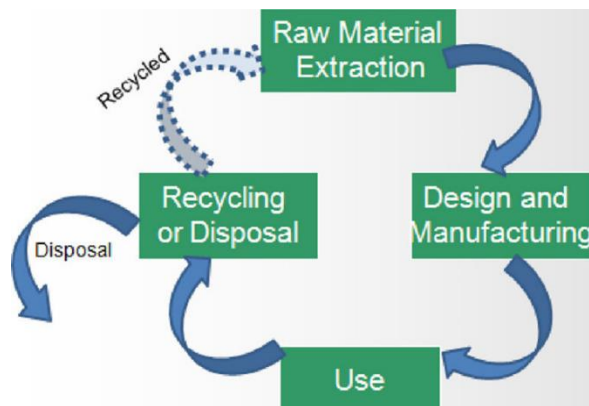 Raw Material
Extraction
Recycled
Recycling
or Disposal
Design and
Manufacturing
Disposal
Use